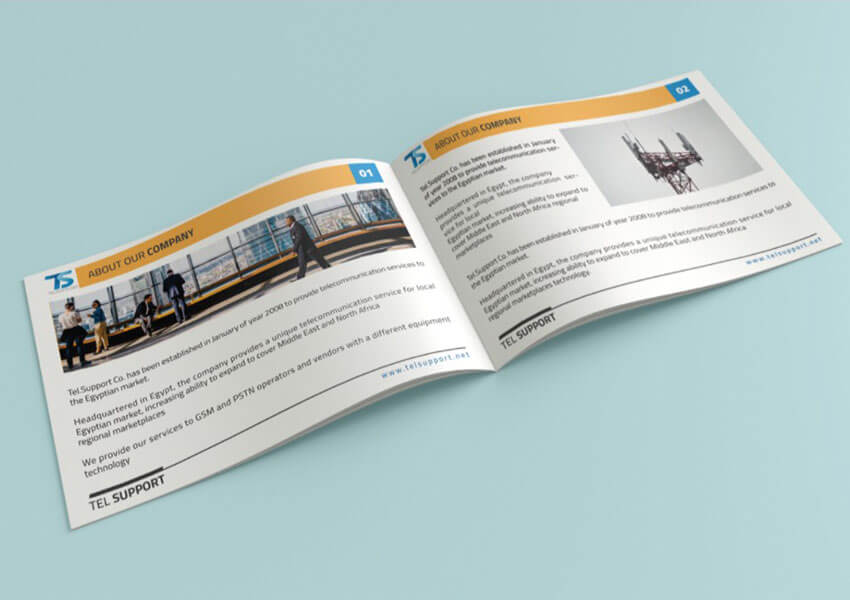 TS
ABOUT OUR COMPANY
01
Tel.Support Co. has been established in January of year 2008 to provide telecommunication services to
the Egyptian market.
Headquartered in Egypt, the company provides a unique telecommunication service for local
Egyptian market, increasing ability to expand to cover Middle East and North Africa
regional marketplaces
We provide our services to GSM and PSTN operators and vendors with a different equipment
technology
www.telsupport.net
TEL SUPPORT
TS
ABOUT OUR COMPANY
02
Tel.Support Co. has been established in January
of year 2008 to provide telecommunication ser-
vices to the Egyptian market.
Headquartered in Egypt, the company
provides a unique telecommunication ser-
vice for local
Egyptian market, increasing ability to expand to
cover Middle East and North Africa regional
marketplaces
Tel.Support Co. has been established in January of year 2008 to provide telecommunication services to
the Egyptian market.
Headquartered in Egypt, the company provides a unique telecommunication service for local
Egyptian market, increasing ability to expand to cover Middle East and North Africa
regional marketplaces technology.
www.telsupport.net
TEL SUPPORT